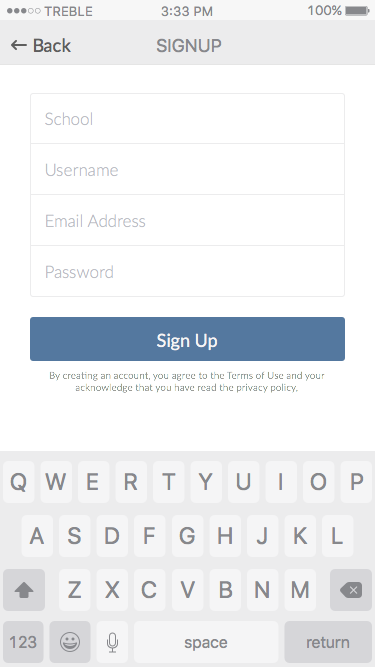 TREBLE 3:33 PM 100%
Back SIGNUP
School
Username
Email Address
Password
Sign Up
By creating an account, you agree to the Terms of Use and your
acknowledge that you have read the privacy policy.
Q W E R T Y U I O P
A S D F G H J K L
Z X C V B N M
123 space return